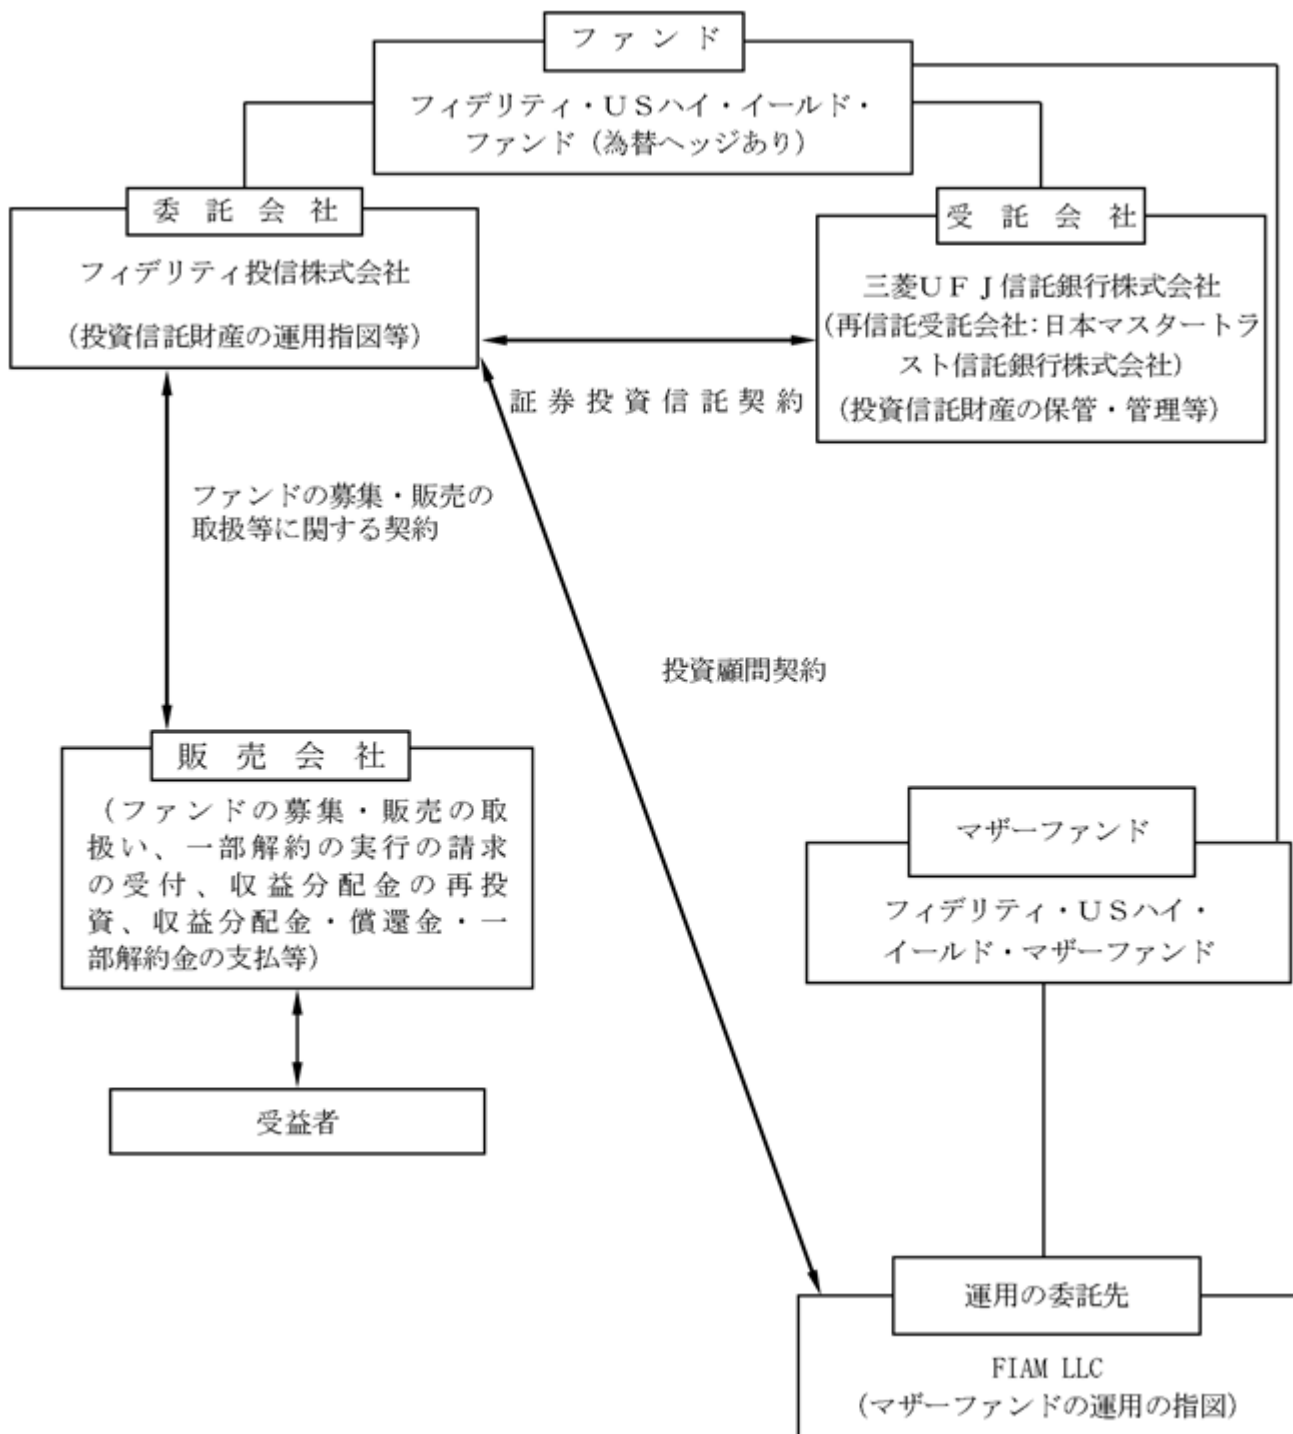 ファンド
フィデリティ・USハイ・イールド・
ファンド（為替ヘッジあり）
委託会社
フィデリティ投信株式会社
(投資信託財産の運用指図等)
受託会社
三菱UFJ信託銀行株式会社
(再信託受託会社:日本マスタートラ
スト信託銀行株式会社)
(投資信託財産の保管・管理等)
証券投資信託契約
ファンドの募集・販売の
取扱等に関する契約
投資顧問契約
販売会社
（ファンドの募集・販売の取
扱い、一部解約の実行の請求
の受付、収益分配金の再投
資、収益分配金・償還金・一
部解約金の支払等）
受益者
マザーファンド
フィデリティ・USハイ・
イールド・マザーファンド
運用の委託先
FIAM LLC
(マザーファンドの運用の指図)